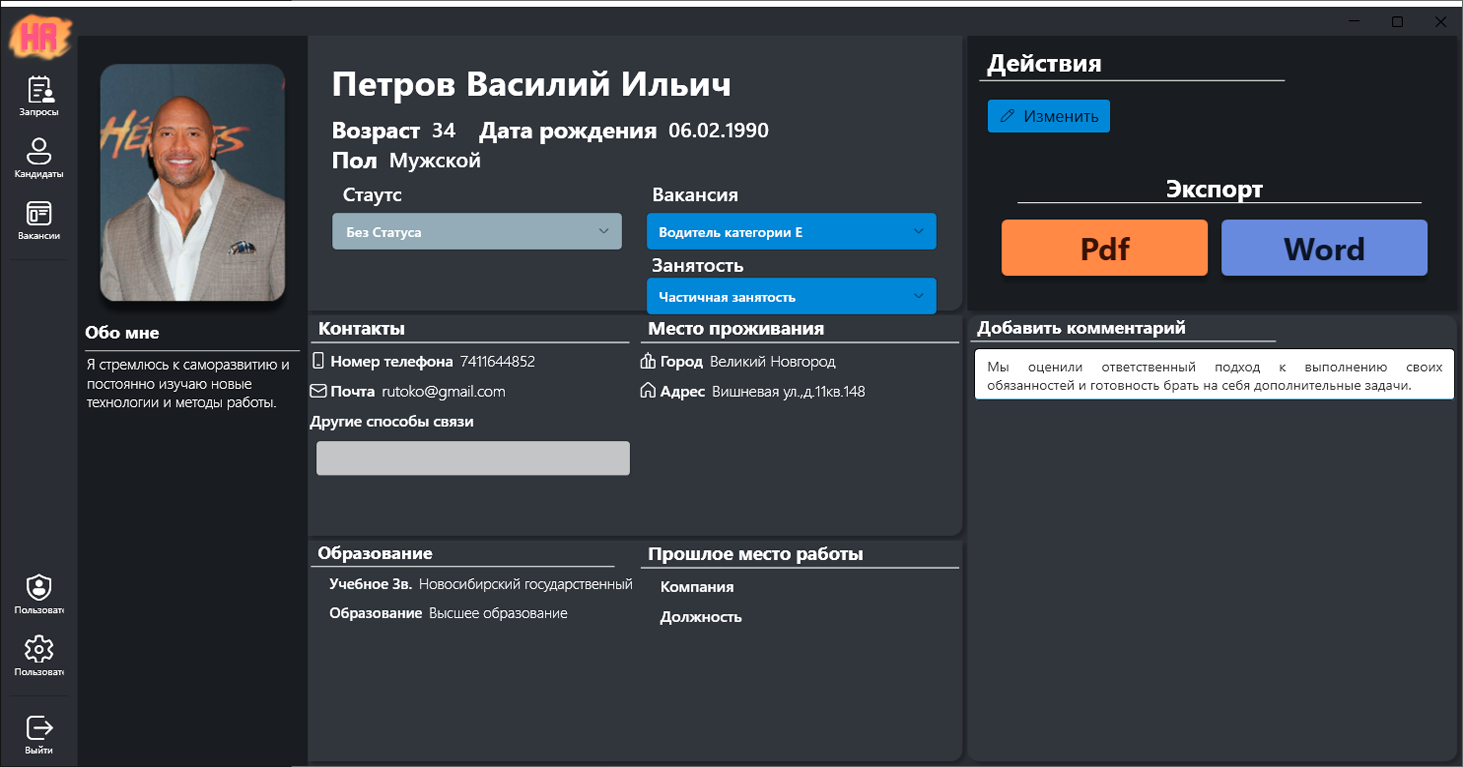 HR
Запросы
Кандидаты
Вакансии
Пользоват
Пользоват
Выйти
HÉ
ES
Обо мне
Я стремлюсь к саморазвитию и
постоянно изучаю новые
технологии и методы работы.
Петров Василий Ильич
Возраст 34 Дата рождения 06.02.1990
Пол Мужской
Стаутс
Без Статуса
Вакансия
Водитель категории Е
Занятость
Частичная занятость
Контакты
Номер телефона 7411644852
Почта rutoko@gmail.com
Другие способы связи
Место проживания
Город Великий Новгород
Адрес Вишневая ул.,д.11кв.148
Образование
Учебное Зв. Новосибирский государственный
Образование Высшее образование
Прошлое место работы
Компания
Должность
Действия
Изменить
Экспорт
Pdf
Word
Добавить комментарий
Мы оценили ответственный подход к выполнению своих
обязанностей и готовность брать на себя дополнительные задачи.